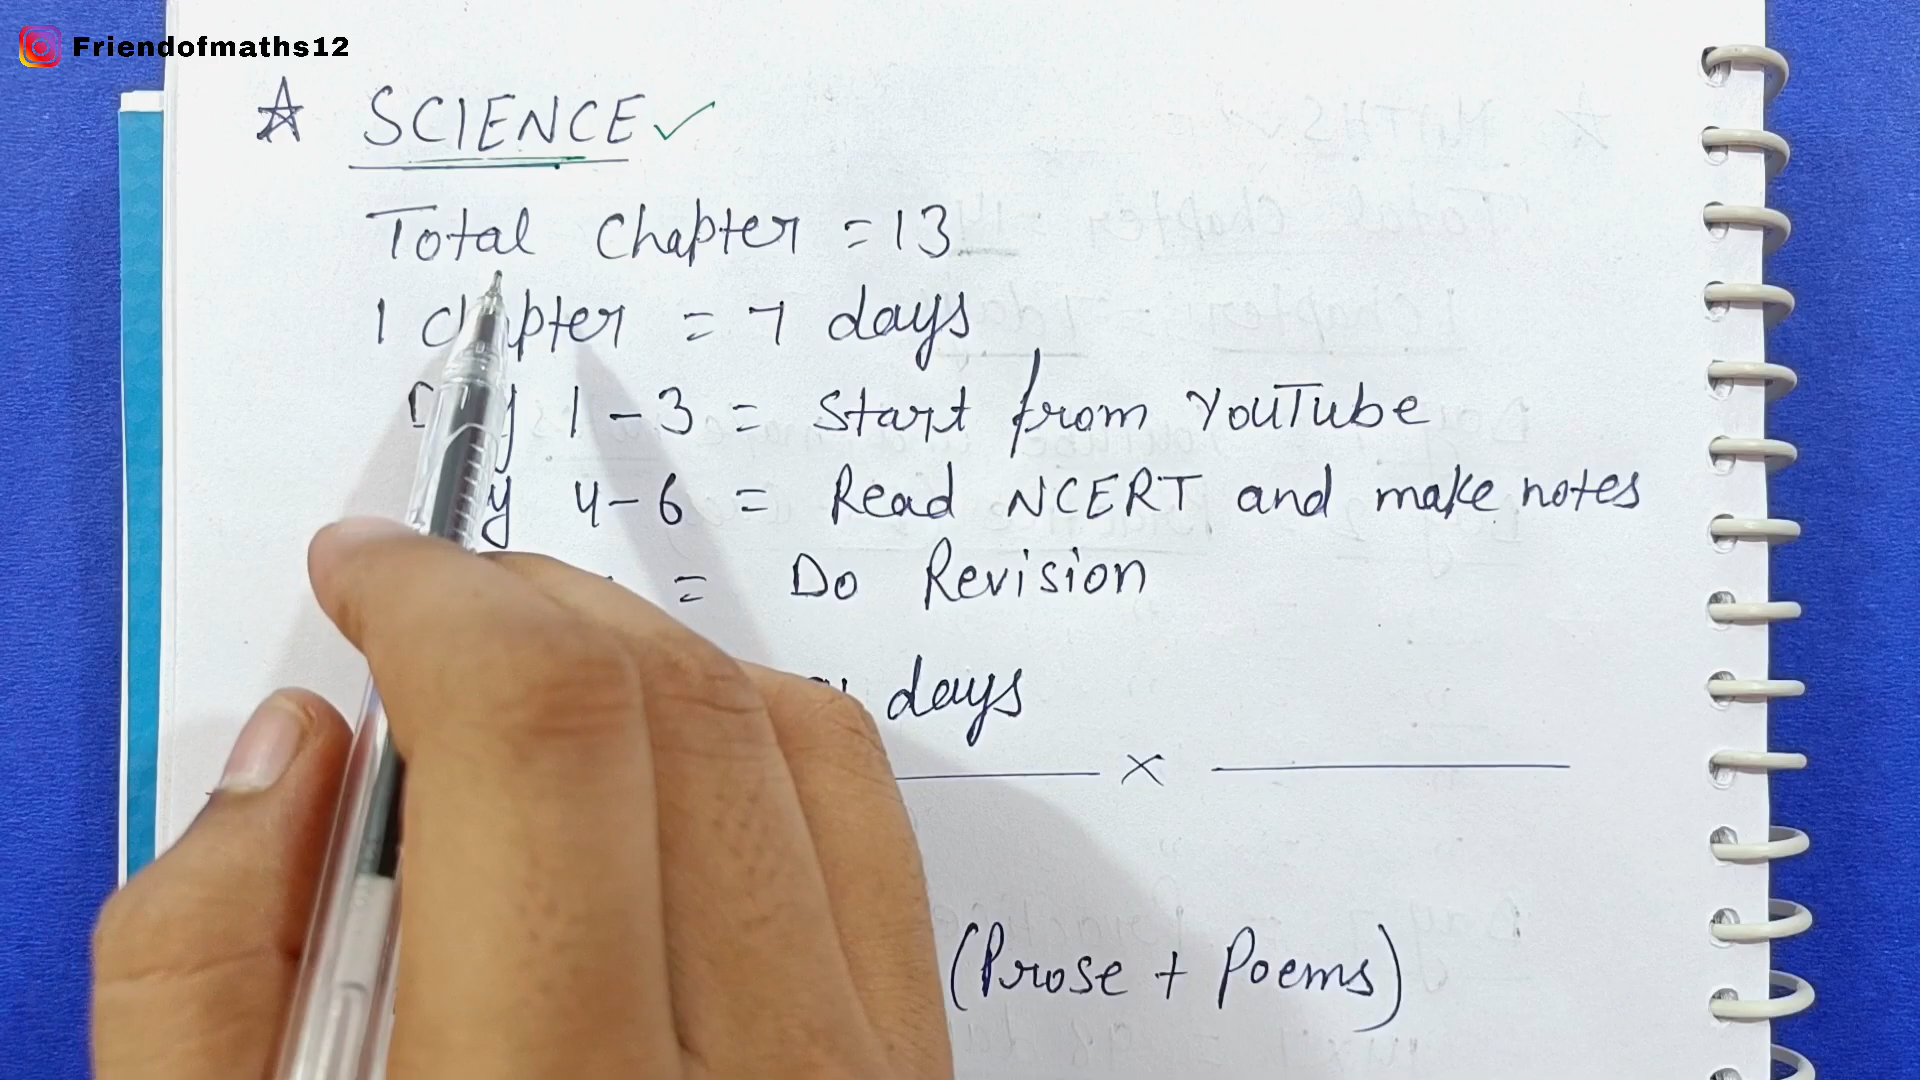 Friendofmaths12
SCIENCE
Total Chapter = 13
1 chapter = 7 days
1-3 = Start from YouTube
4-6 = Read NCERT and make notes
= Do Revision
days
×
(Prose + Poems)